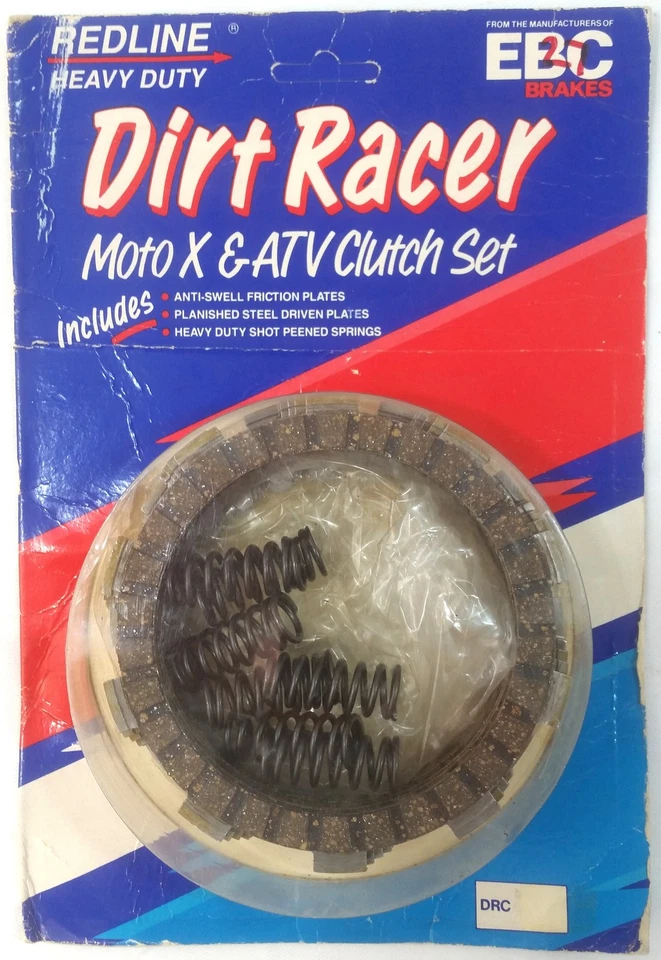 REDLINE ®
HEAVY DUTY
FROM THE MANUFACTURERS OF
EBC
27
BRAKES
Dirt Racer
Moto X & ATV Clutch Set
Includes
• ANTI-SWELL FRICTION PLATES
• PLANISHED STEEL DRIVEN PLATES
• HEAVY DUTY SHOT PEENED SPRINGS
DRC